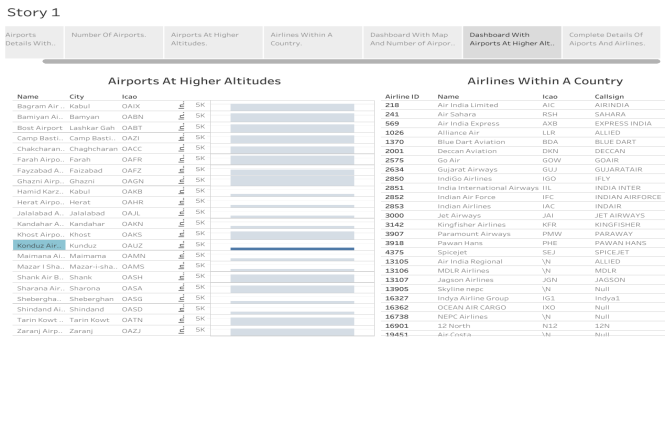 Story 1
Airports Details With..
Number Of Airports.
Airports At Higher Altitudes.
Airlines Within A Country.
Dashboard With Map And Number of Airpor..
Dashboard With Airports At Higher Alt..
Complete Details Of Aiports And Airlines.
Airports At Higher Altitudes
Name City Icao
Bagram Air .. Kabul OAIX 5K
Bamiyan Ai.. Bamyan OABN 5K
Bost Airport Lashkar Gah OABT 5K
Camp Basti.. Camp Basti.. OAZI 5K
Chakcharan.. Chaghcharan OACC 5K
Farah Airpo.. Farah OAFR 5K
Fayzabad A.. Faizabad OAFZ 5K
Ghazni Airp.. Ghazni OAGN 5K
Hamid Karz.. Kabul OAKB 5K
Herat Airpo.. Herat OAHR 5K
Jalalabad A.. Jalalabad OAJL 5K
Kandahar A.. Kandahar OAKN 5K
Khost Airpo.. Khost OAKS 5K
Konduz Air.. Kunduz OAUZ 5K
Maimana Ai.. Maimama OAMN 5K
Mazar I Sha.. Mazar-i-sha.. OAMS 5K
Shank Air B.. Shank OASH 5K
Sharana Air.. Sharona OASA 5K
Shebergha.. Sheberghan OASG 5K
Shindand Ai.. Shindand OASD 5K
Tarin Kowt .. Tarin Kowt OATN 5K
Zaranj Airp.. Zaranj OAZJ 5K
Airlines Within A Country
Airline ID Name Icao Callsign
218 Air India Limited AIC AIRINDIA
241 Air Sahara RSH SAHARA
569 Air India Express AXB EXPRESS INDIA
1026 Alliance Air LLR ALLIED
1370 Blue Dart Aviation BDA BLUE DART
2001 Deccan Aviation DKN DECCAN
2575 Go Air GOW GOAIR
2634 Gujarat Airways GUJ GUJARATAIR
2850 IndiGo Airlines IGO IFLY
2851 India International Airways IIL INDIA INTER
2852 Indian Air Force IFC INDIAN AIRFORCE
2853 Indian Airlines IAC INDAIR
3000 Jet Airways JAI JET AIRWAYS
3142 Kingfisher Airlines KFR KINGFISHER
3907 Paramount Airways PMW PARAWAY
3918 Pawan Hans PHE PAWAN HANS
4375 Spicejet SEJ SPICEJET
13105 Air India Regional \N ALLIED
13106 MDLR Airlines \N MDLR
13107 Jagson Airlines JGN JAGSON
13905 Skyline nepc \N Null
16327 Indya Airline Group IG1 Indya1
16362 OCEAN AIR CARGO IXO Null
16738 NEPC Airlines \N Null
16901 12 North N12 12N
19451 Air Costa \N Null